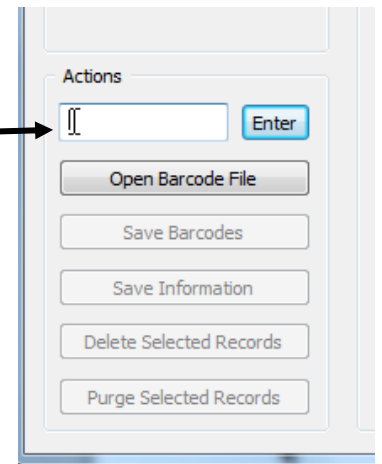 Actions
Enter
Open Barcode File
Save Barcodes
Save Information
Delete Selected Records
Purge Selected Records